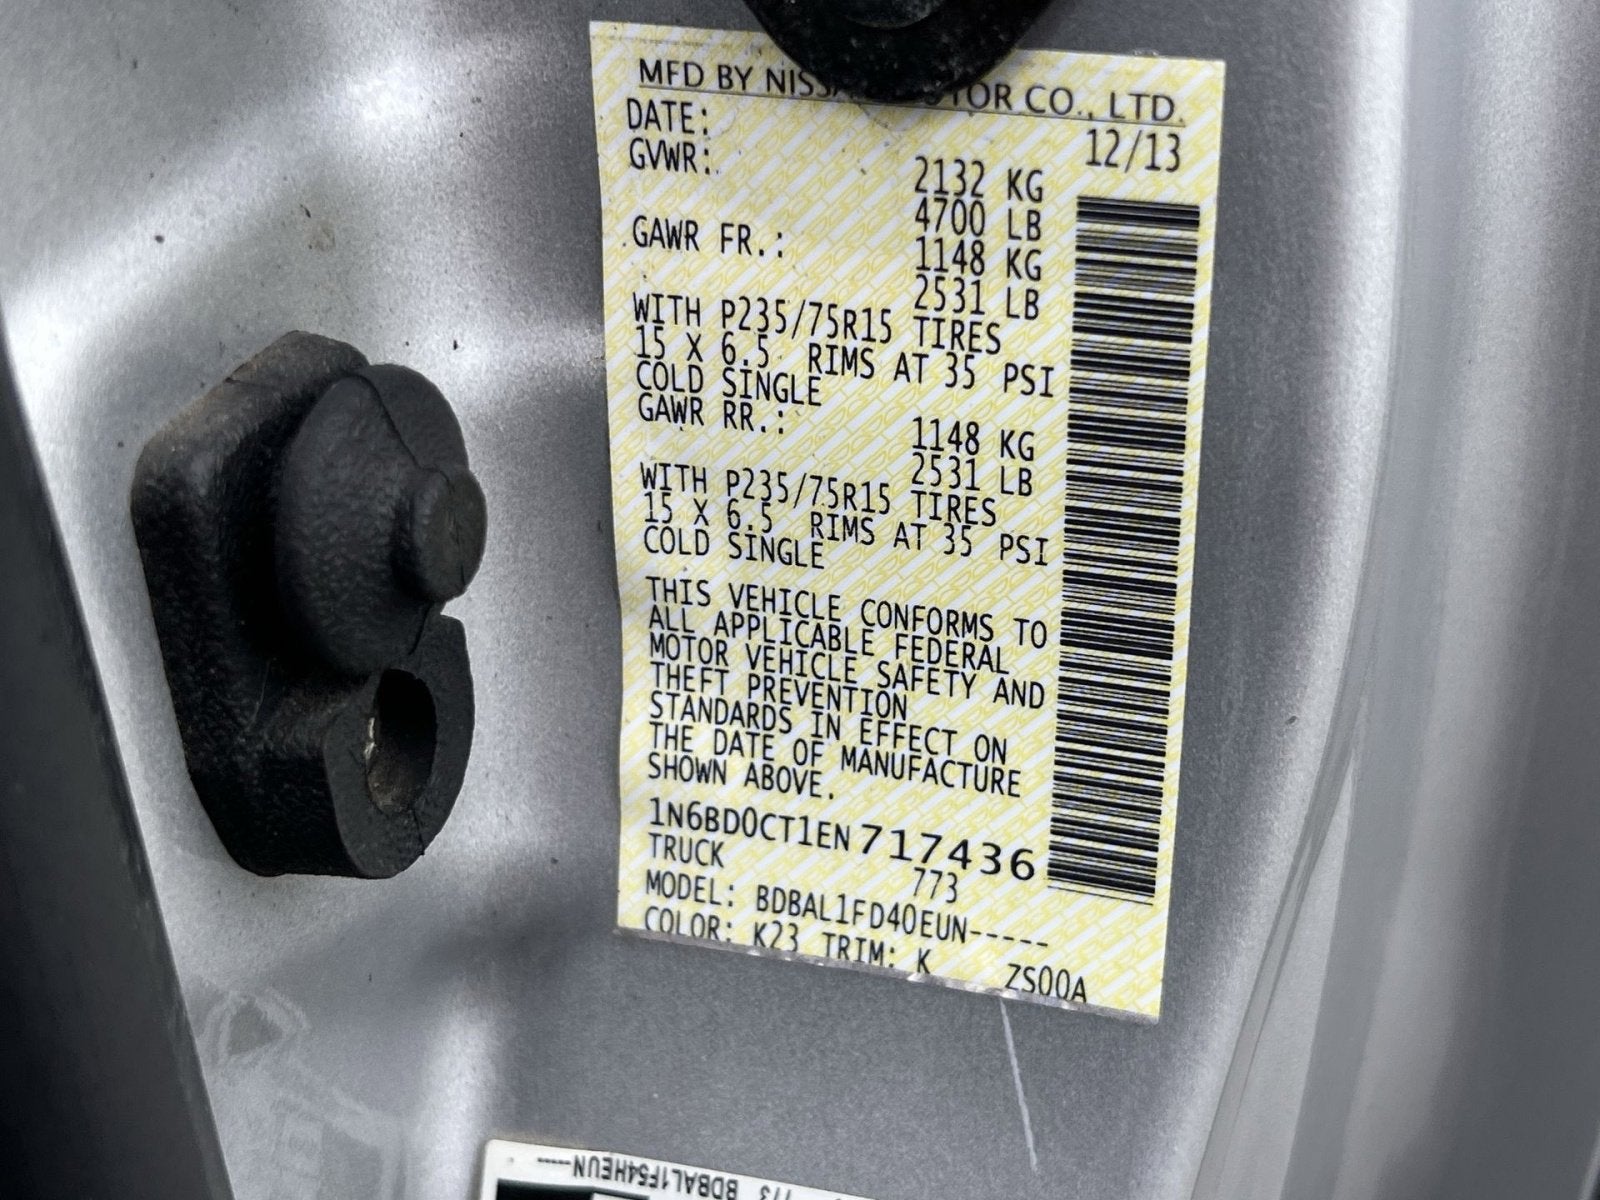 MFD BY NISSAN MOTOR CO., LTD.
DATE: 12/13
GVWR: 2132 KG
4700 LB
GAWR FR.: 1148 KG
2531 LB
WITH P235/75R15 TIRES
15 X 6.5 RIMS AT 35 PSI
COLD SINGLE
GAWR RR.: 1148 KG
2531 LB
WITH P235/75R15 TIRES
15 X 6.5 RIMS AT 35 PSI
COLD SINGLE
THIS VEHICLE CONFORMS TO
ALL APPLICABLE FEDERAL
MOTOR VEHICLE SAFETY AND
THEFT PREVENTION
STANDARDS IN EFFECT ON
THE DATE OF MANUFACTURE
SHOWN ABOVE.
1N6BD0CT1EN717436
TRUCK 773
MODEL: BDBAL1FD40EUN-----
COLOR: K23 TRIM: K ZS00A
773 BDBAL1F54HEUN-----